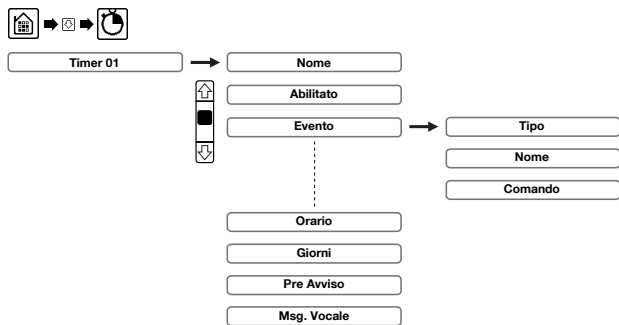 Timer 01
Nome
Abilitato
Evento
Tipo
Nome
Comando
Orario
Giorni
Pre Avviso
Msg. Vocale